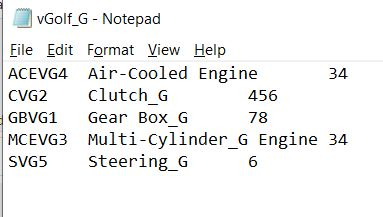 vGolf_G - Notepad
File Edit Format View Help
ACEVG4 Air-Cooled Engine 34
CVG2 Clutch_G 456
GBVG1 Gear Box_G 78
MCEVG3 Multi-Cylinder_G Engine 34
SVG5 Steering_G 6